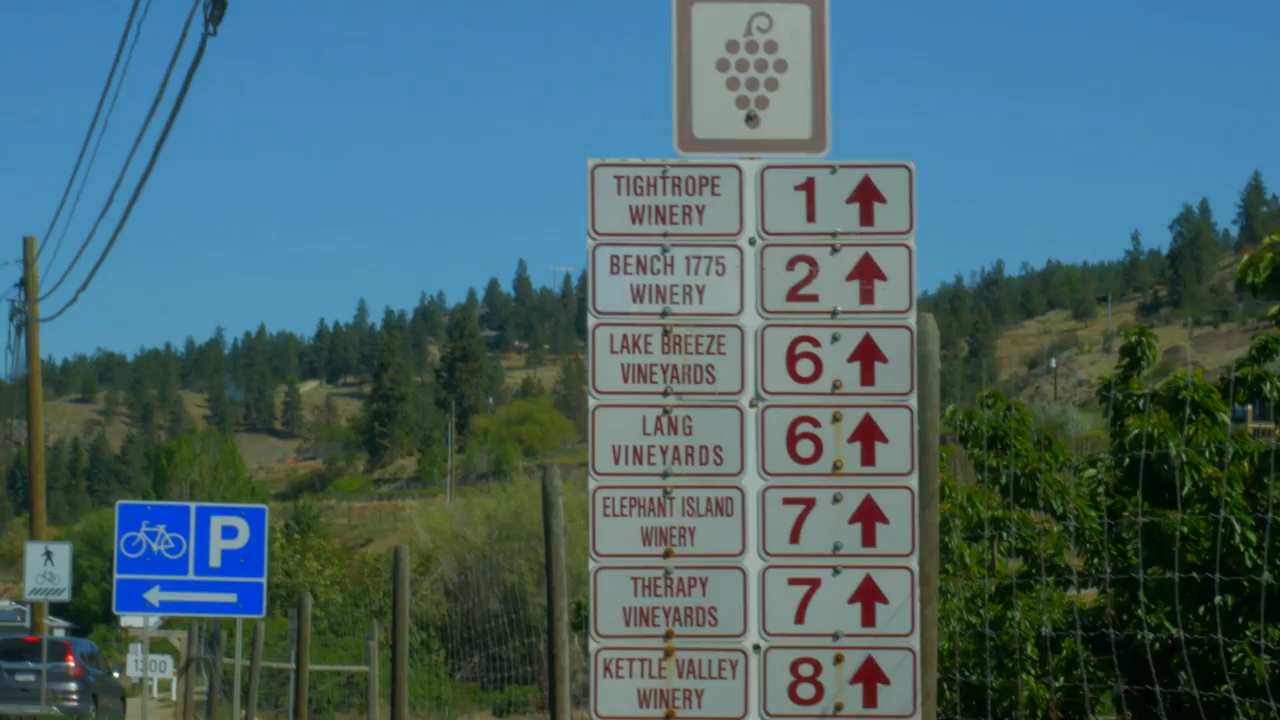 TIGHTROPE
WINERY
1
BENCH 1775
WINERY
2
LAKE BREEZE
VINEYARDS
6
LANG
VINEYARDS
6
ELEPHANT ISLAND
WINERY
7
THERAPY
VINEYARDS
7
KETTLE VALLEY
WINERY
8
P
1300